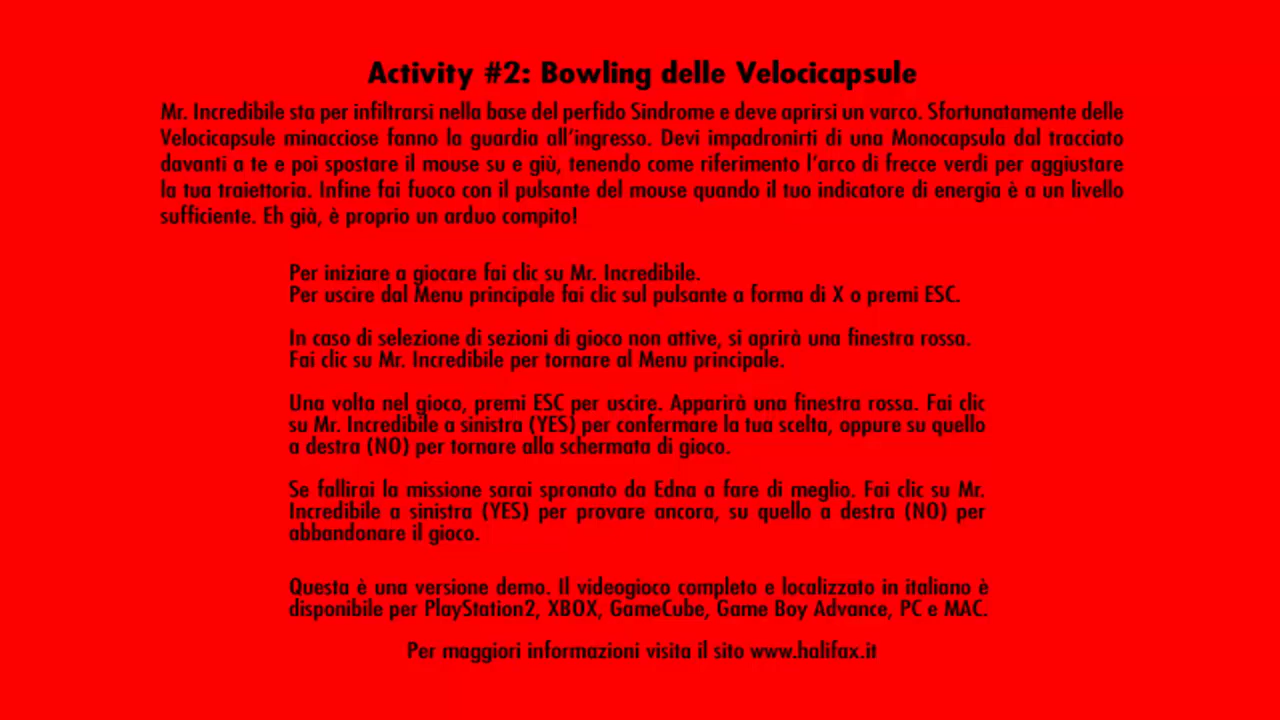 Activity #2: Bowling delle Velocicapsule
Mr. Incredibile sta per infiltrarsi nella base del perfido Sindrome e deve aprirsi un varco. Sfortunatamente delle
Velocicapsule minacciose fanno la guardia all'ingresso. Devi impadronirti di una Monocapsula dal tracciato
davanti a te e poi spostare il mouse su e giù, tenendo come riferimento l'arco di frecce verdi per aggiustare
la tua traiettoria. Infine fai fuoco con il pulsante del mouse quando il tuo indicatore di energia è a un livello
sufficiente. Eh già, è proprio un arduo compito!
Per iniziare a giocare fai clic su Mr. Incredibile.
Per uscire dal Menu principale fai clic sul pulsante a forma di X o premi ESC.
In caso di selezione di sezioni di gioco non attive, si aprirà una finestra rossa.
Fai clic su Mr. Incredibile per tornare al Menu principale.
Una volta nel gioco, premi ESC per uscire. Apparirà una finestra rossa. Fai clic
su Mr. Incredibile a sinistra (YES) per confermare la tua scelta, oppure su quello
a destra (NO) per tornare alla schermata di gioco.
Se fallirai la missione sarai spronato da Edna a fare di meglio. Fai clic su Mr.
Incredibile a sinistra (YES) per provare ancora, su quello a destra (NO) per
abbandonare il gioco.
Questa è una versione demo. Il videogioco completo e localizzato in italiano è
disponibile per PlayStation2, XBOX, GameCube, Game Boy Advance, PC e MAC.
Per maggiori informazioni visita il sito www.halifax.it